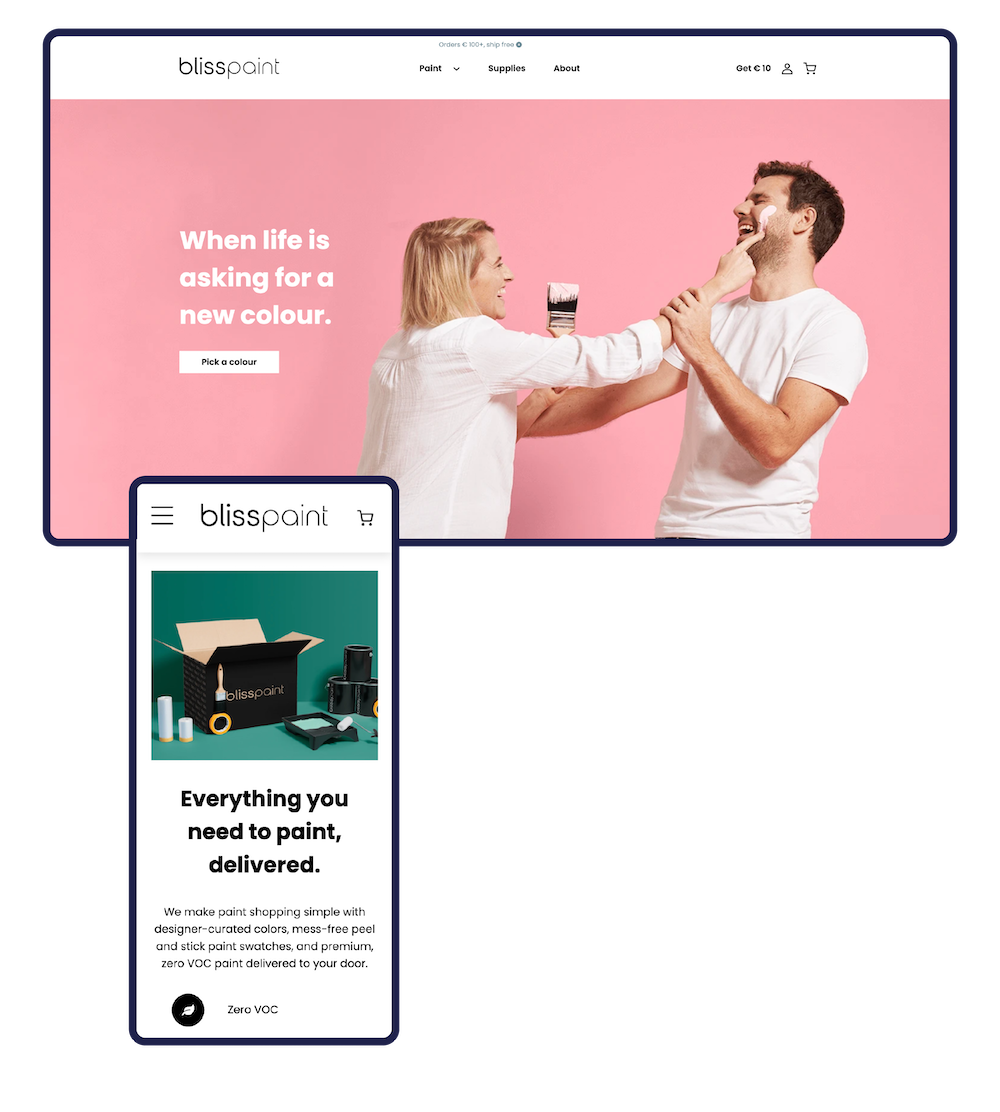 Orders € 100+, ship free
blisspaint
Paint
Supplies
About
Get € 10
When life is
asking for a
new colour.
Pick a colour
blisspaint
blisspaint
Everything you
need to paint,
delivered.
We make paint shopping simple with
designer-curated colors, mess-free peel
and stick paint swatches, and premium,
zero VOC paint delivered to your door.
Zero VOC